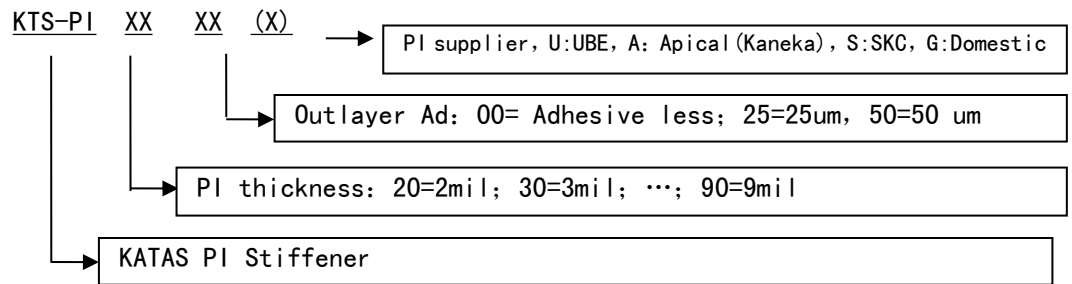 KTS-PI XX XX (X)
PI supplier, U:UBE, A: Apical(Kaneka), S:SKC, G:Domestic
Outlayer Ad: 00= Adhesive less; 25=25um, 50=50 um
PI thickness: 20=2mil; 30=3mil; …; 90=9mil
KATAS PI Stiffener